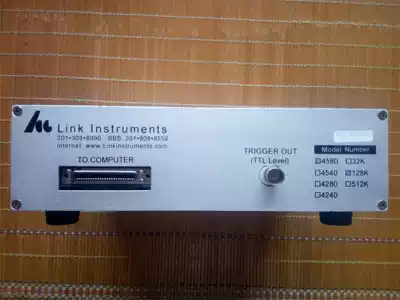 Link Instruments
201•808•8990 BBS: 201•808•8559
internet: www.Linkinstruments.com
TO COMPUTER
TRIGGER OUT
(TTL Level)
Model Number
4580 32K
4540 128K
4280 512K
4240